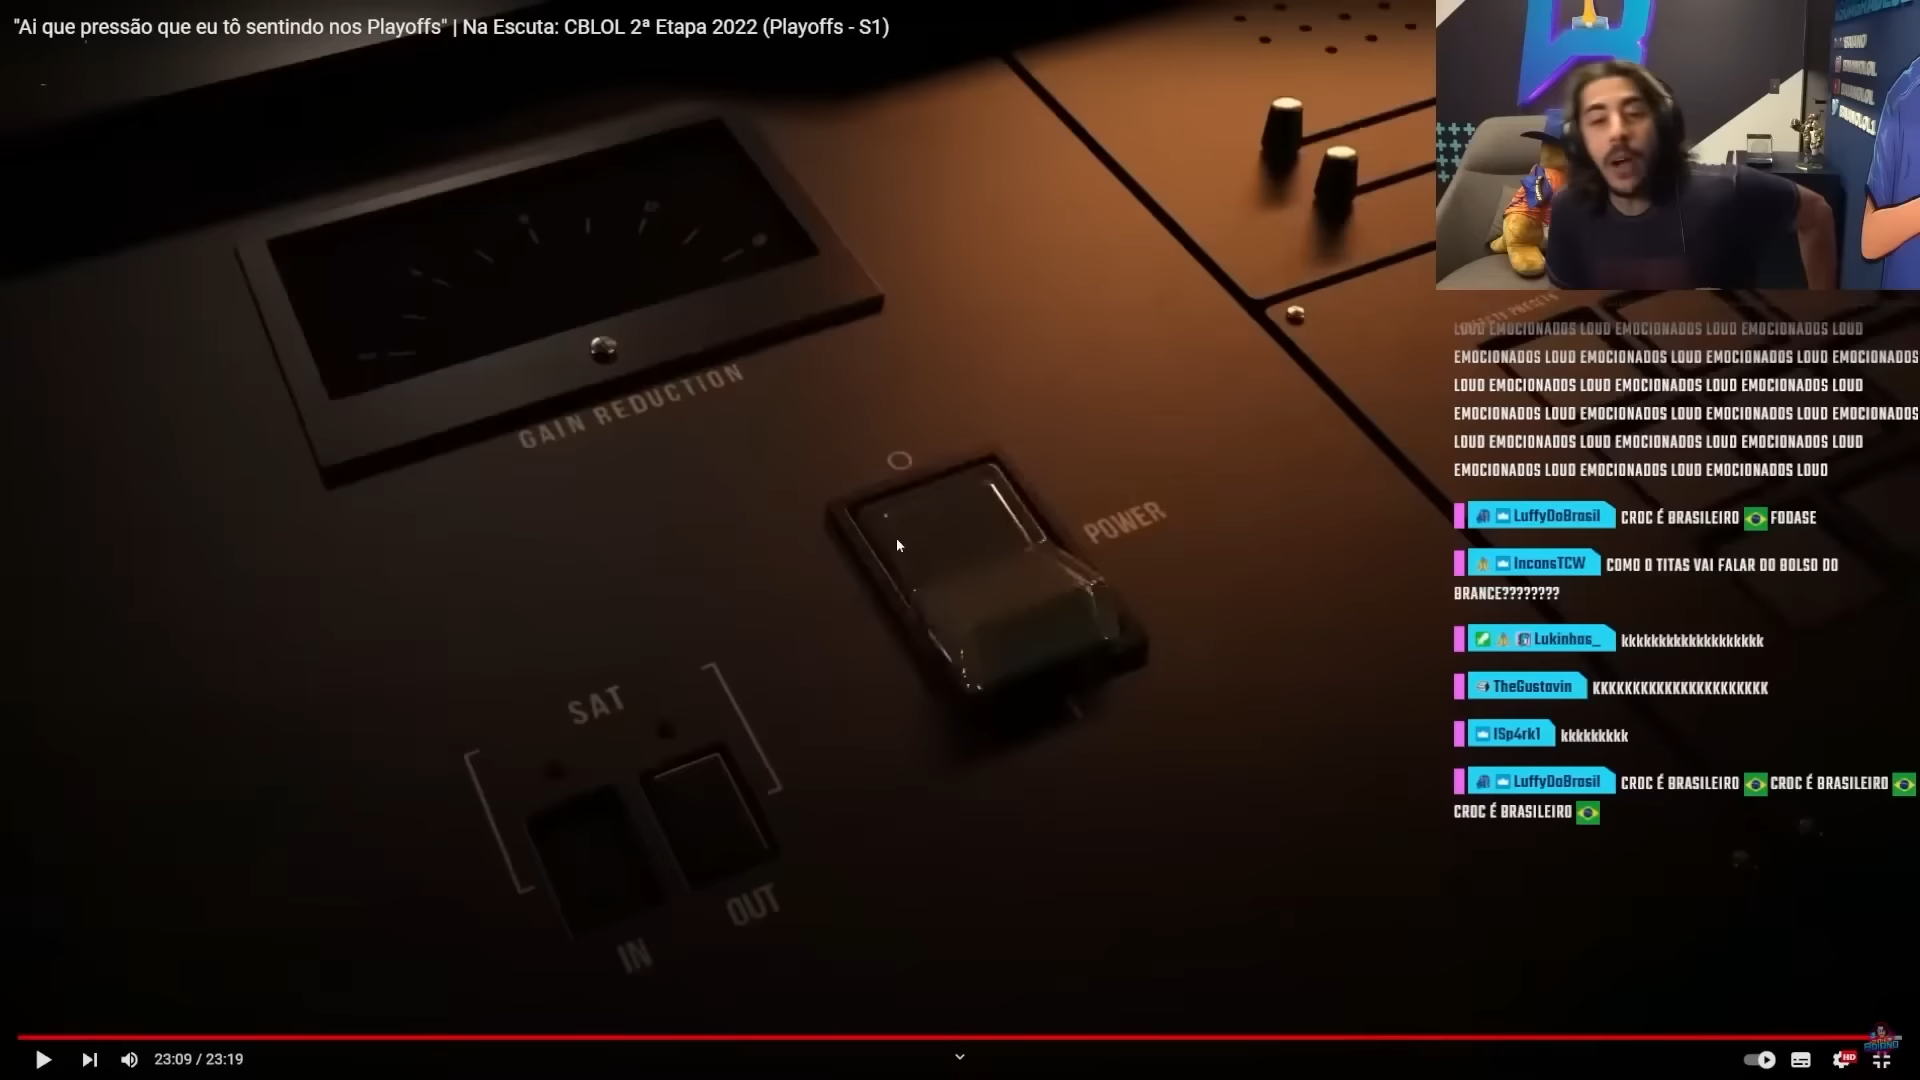 "Ai que pressão que eu tô sentindo nos Playoffs" | Na Escuta: CBLOL 2ª Etapa 2022 (Playoffs - S1)
GAIN REDUCTION
POWER
SAT
IN
OUT
LOUD EMOCIONADOS LOUD EMOCIONADOS LOUD EMOCIONADOS LOUD
EMOCIONADOS LOUD EMOCIONADOS LOUD EMOCIONADOS LOUD EMOCIONADOS
LOUD EMOCIONADOS LOUD EMOCIONADOS LOUD EMOCIONADOS LOUD
EMOCIONADOS LOUD EMOCIONADOS LOUD EMOCIONADOS LOUD EMOCIONADOS
LOUD EMOCIONADOS LOUD EMOCIONADOS LOUD EMOCIONADOS LOUD
EMOCIONADOS LOUD EMOCIONADOS LOUD EMOCIONADOS LOUD
LuffyDoBrasil CROC É BRASILEIRO FODASE
InconsTCW COMO O TITAS VAI FALAR DO BOLSO DO
BRANCE????????
Lukinhas_ kkkkkkkkkkkkkkkkkk
TheGustavin KKKKKKKKKKKKKKKKKKKKKK
ISp4rk1 kkkkkkkkk
LuffyDoBrasil CROC É BRASILEIRO CROC É BRASILEIRO
CROC É BRASILEIRO
23:09 / 23:19
HD